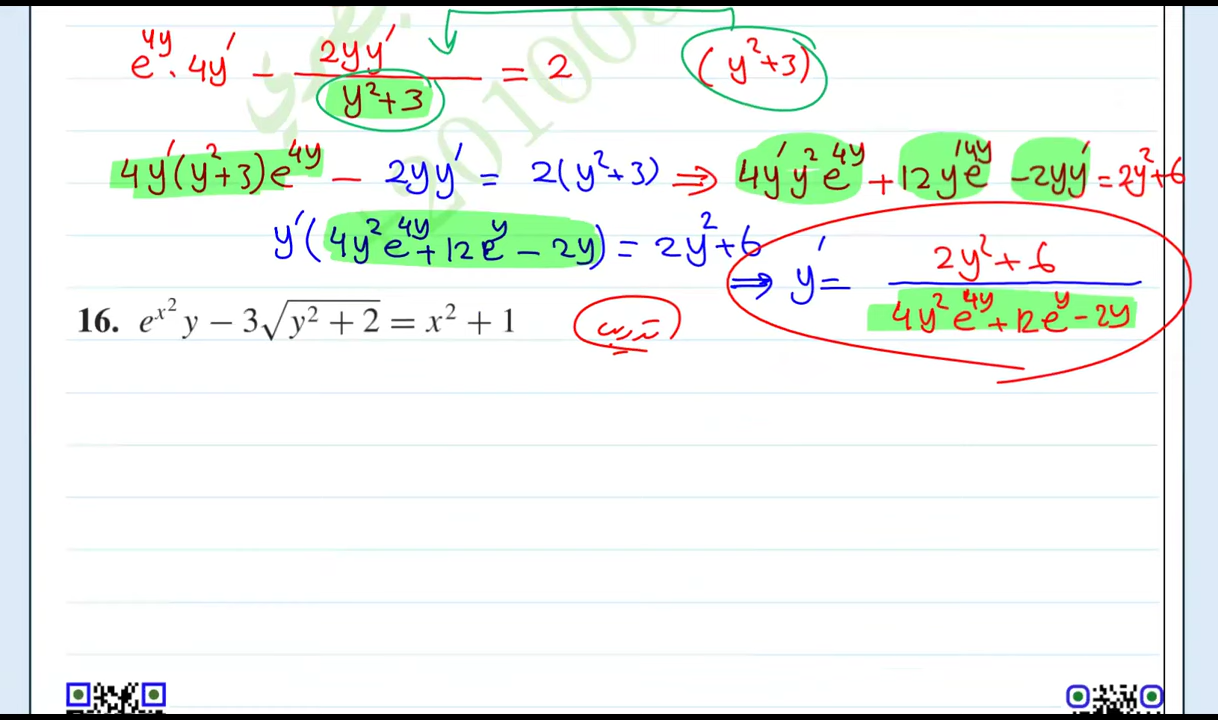 e^{4y} · 4y' − \frac{2yy'}{y²+3} = 2 (y²+3)
4y'(y²+3)e^{4y} − 2yy' = 2(y²+3) ⇒ 4y'y²e^{4y} + 12y'e^{4y} − 2yy' = 2y²+6
y'(4y²e^{4y} + 12e^{y} − 2y) = 2y²+6
⇒ y' = \frac{2y²+6}{4y²e^{4y} + 12e^{y} − 2y}
16. e^{x²} y − 3√(y² + 2) = x² + 1 تدريب